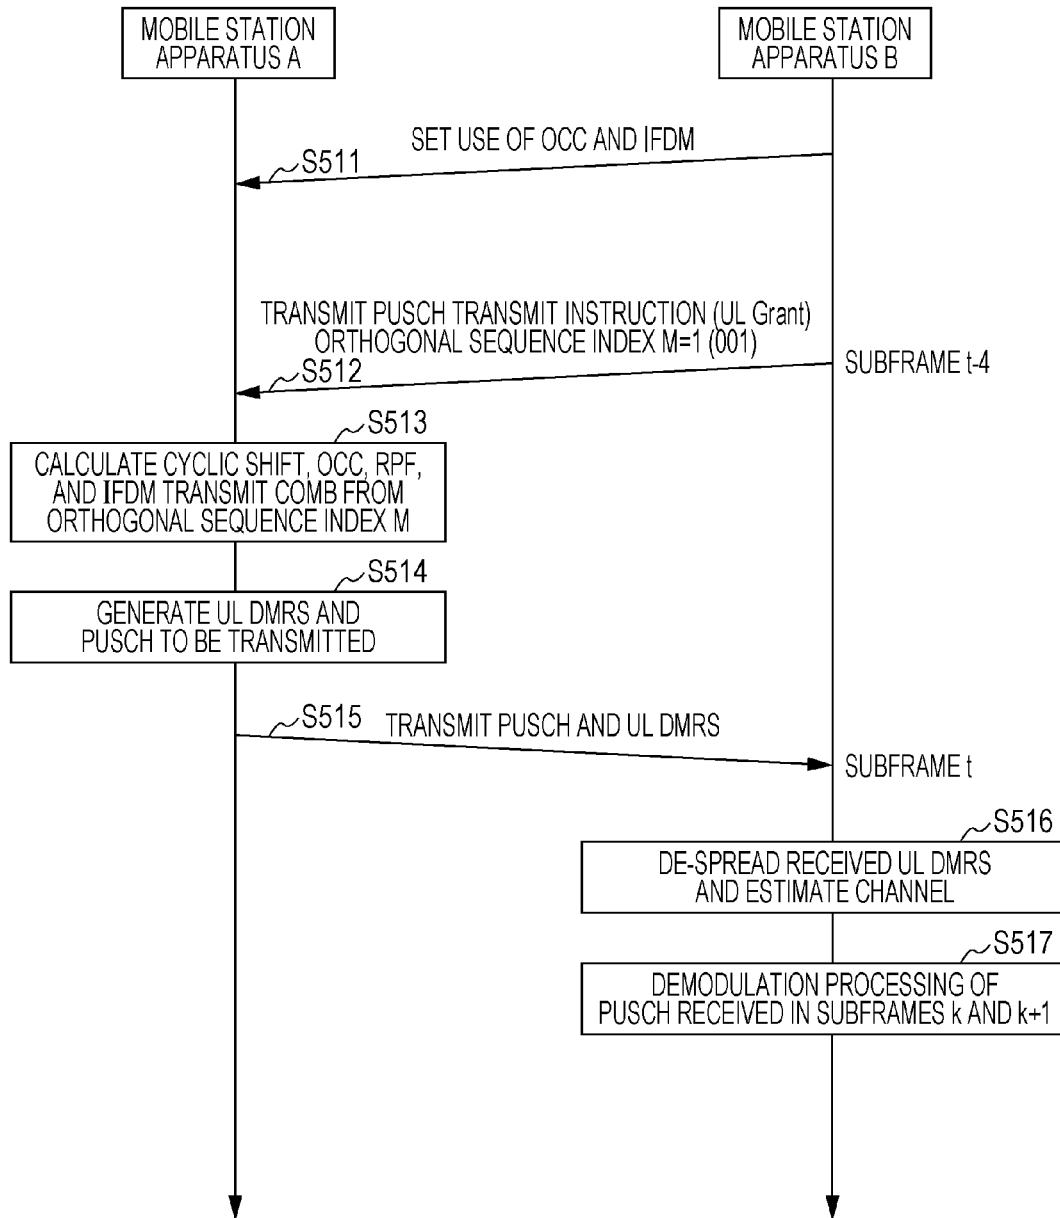 MOBILE STATION
APPARATUS A
MOBILE STATION
APPARATUS B
SET USE OF OCC AND IFDM
S511
TRANSMIT PUSCH TRANSMIT INSTRUCTION (UL Grant)
ORTHOGONAL SEQUENCE INDEX M=1 (001)
S512
SUBFRAME t-4
S513
CALCULATE CYCLIC SHIFT, OCC, RPF,
AND IFDM TRANSMIT COMB FROM
ORTHOGONAL SEQUENCE INDEX M
S514
GENERATE UL DMRS AND
PUSCH TO BE TRANSMITTED
S515
TRANSMIT PUSCH AND UL DMRS
SUBFRAME t
S516
DE-SPREAD RECEIVED UL DMRS
AND ESTIMATE CHANNEL
S517
DEMODULATION PROCESSING OF
PUSCH RECEIVED IN SUBFRAMES k AND k+1